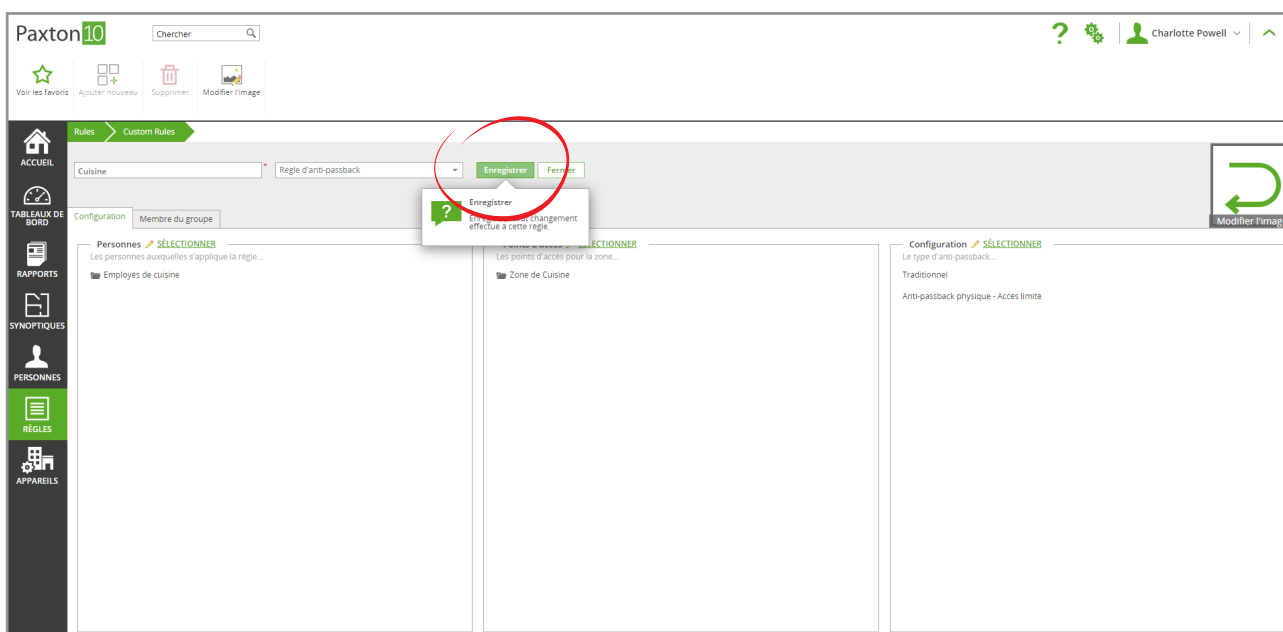 Paxton10
Chercher
Charlotte Powell
Voir les favoris
Ajouter nouveau
Supprimer
Modifier l'image
Rules
Custom Rules
ACCUEIL
Cuisine
*
Règle d'anti-passback
Enregistrer
Fermer
Modifier l'image
TABLEAUX DE
BORD
Configuration
Membre du groupe
Enregistrer
changement
effectué à cette règle.
Personnes SÉLECTIONNER
Les personnes auxquelles s'applique la règle...
Employés de cuisine
Les points d'accès pour la zone...
Zone de Cuisine
Configuration SÉLECTIONNER
Le type d'anti-passback...
Traditionnel
Anti-passback physique - Accès limité
RAPPORTS
SYNOPTIQUES
PERSONNES
RÈGLES
APPAREILS